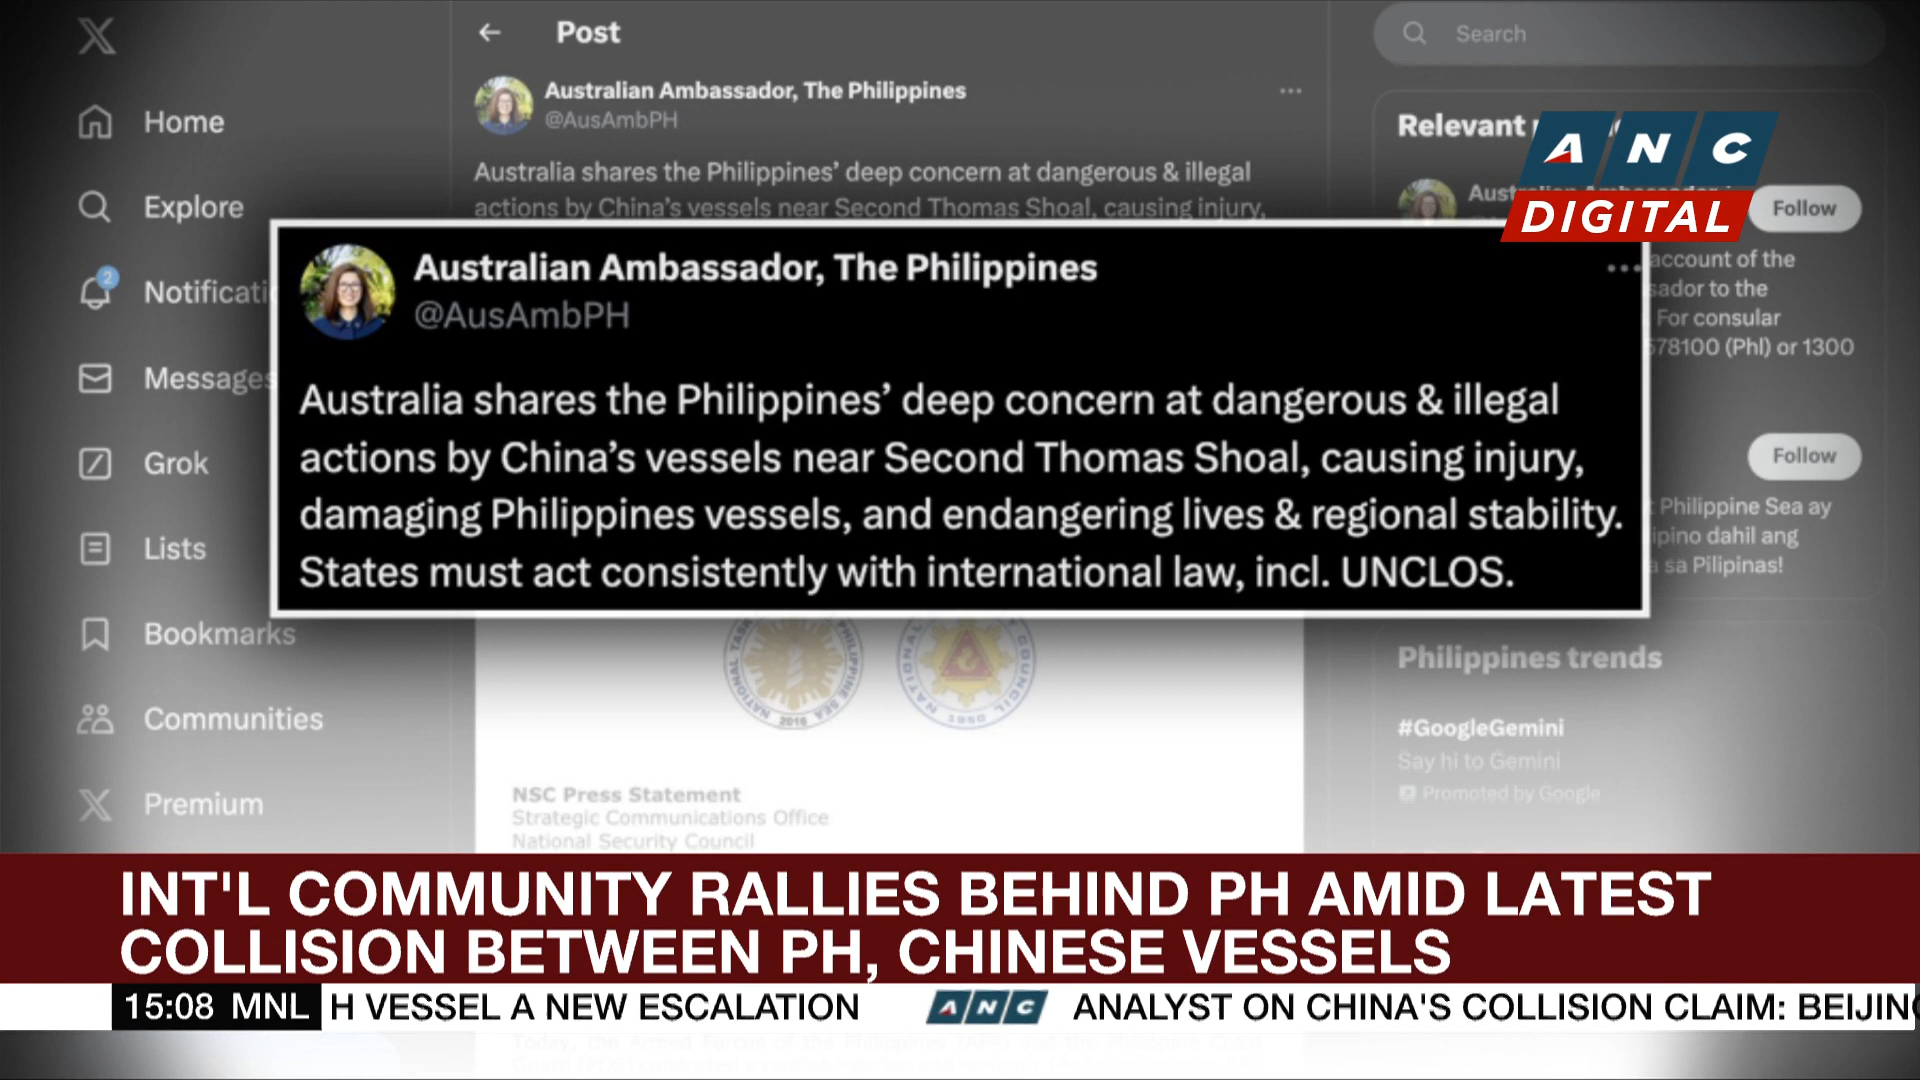 Post
Search
Australian Ambassador, The Philippines
@AusAmbPH
Australia shares the Philippines’ deep concern at dangerous & illegal
actions by China’s vessels near Second Thomas Shoal, causing injury,
Home
Explore
2
Messages
Grok
Lists
Bookmarks
Communities
Premium
Relevant
ANC
DIGITAL
Follow
account of the
to the
For consular
578100 (Phl) or 1300
Follow
Philippine Sea ay
dahil ang
sa Pilipinas!
Philippines trends
#GoogleGemini
Say hi to Gemini
Promoted by Google
Australian Ambassador, The Philippines
@AusAmbPH
Australia shares the Philippines’ deep concern at dangerous & illegal
actions by China’s vessels near Second Thomas Shoal, causing injury,
damaging Philippines vessels, and endangering lives & regional stability.
States must act consistently with international law, incl. UNCLOS.
NSC Press Statement
Strategic Communications Office
National Security Council
INT'L COMMUNITY RALLIES BEHIND PH AMID LATEST
COLLISION BETWEEN PH, CHINESE VESSELS
15:08 MNL H VESSEL A NEW ESCALATION ANC ANALYST ON CHINA'S COLLISION CLAIM: